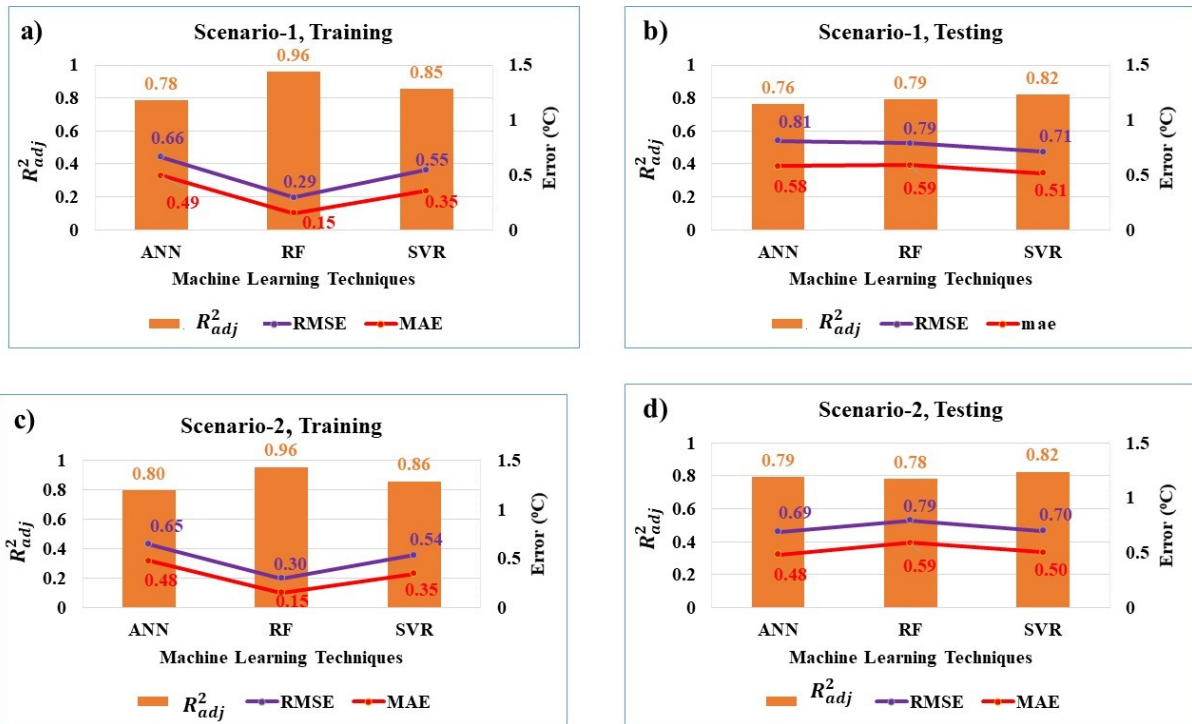 a)
Scenario-1, Training
0.78
0.96
0.85
1
0.8
0.6
0.4
0.2
0
R²adj
0.66
0.29
0.55
0.49
0.15
0.35
1.5
1
0.5
0
Error (ºC)
ANN RF SVR
Machine Learning Techniques
R²adj RMSE MAE
b)
Scenario-1, Testing
0.76
0.79
0.82
1
0.8
0.6
0.4
0.2
0
R²adj
0.81
0.79
0.71
0.58
0.59
0.51
1.5
1
0.5
0
Error (ºC)
ANN RF SVR
Machine Learning Techniques
R²adj RMSE mae
c)
Scenario-2, Training
0.80
0.96
0.86
1
0.8
0.6
0.4
0.2
0
R²adj
0.65
0.30
0.54
0.48
0.15
0.35
1.5
1
0.5
0
Error (ºC)
ANN RF SVR
Machine Learning Techniques
R²adj RMSE MAE
d)
Scenario-2, Testing
0.79
0.78
0.82
1
0.8
0.6
0.4
0.2
0
R²adj
0.69
0.79
0.70
0.48
0.59
0.50
1.5
1
0.5
0
Error (ºC)
ANN RF SVR
Machine Learning Techniques
R²adj RMSE MAE